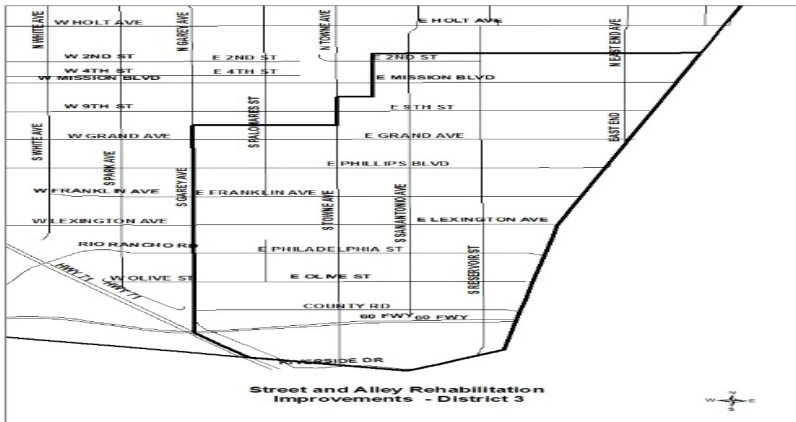 N WHITE AVE
N GAREY AVE
N TOWNE AVE
N EAST END AVE
W HOLT AVE
E HOLT AVE
W 2ND ST
E 2ND ST
E 2ND ST
W 4TH ST
E 4TH ST
W MISSION BLVD
E MISSION BLVD
W 9TH ST
E 9TH ST
S PALOMARES ST
EAST END
W GRAND AVE
E GRAND AVE
S WHITE AVE
S PARK AVE
S GAREY AVE
E PHILLIPS BLVD
W FRANKLIN AVE
E FRANKLIN AVE
S TOWNE AVE
S SAN ANTONIO AVE
W LEXINGTON AVE
E LEXINGTON AVE
RIO RANCHO RD
E PHILADELPHIA ST
S RESERVOIR ST
HWY 71
HWY 71
W OLIVE ST
E OLIVE ST
COUNTY RD
60 FWY
60 FWY
RIVERSIDE DR
Street and Alley Rehabilitation
Improvements - District 3
N
W E
S